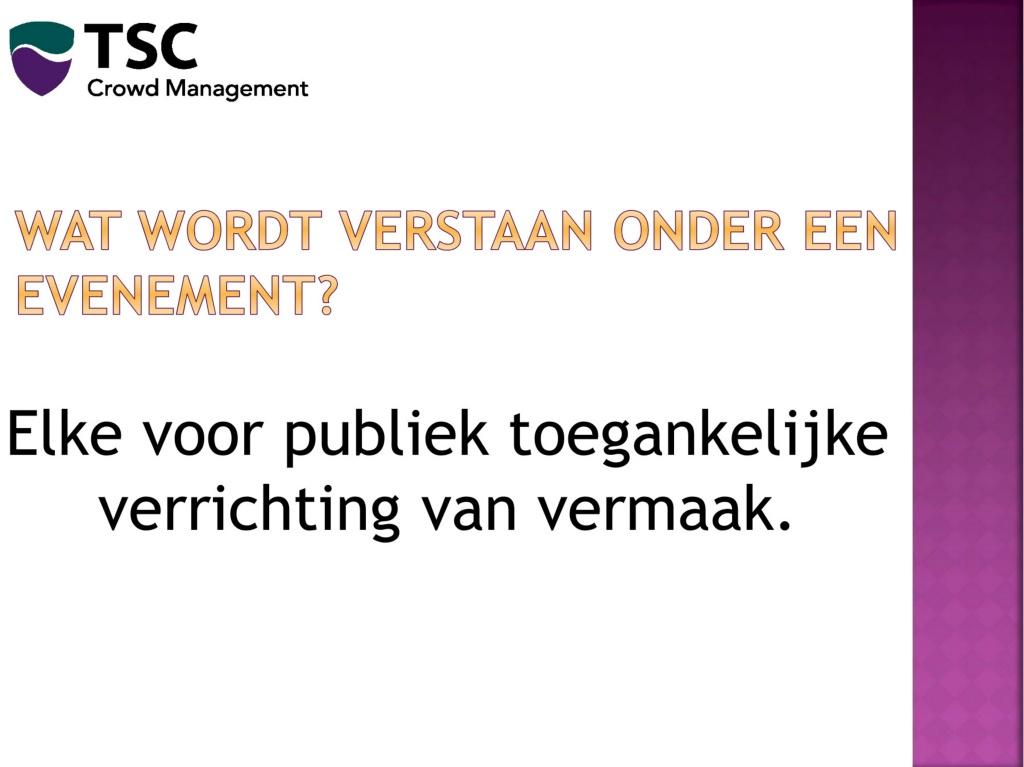 TSC
Crowd Management
WAT WORDT VERSTAAN ONDER EEN
EVENEMENT?
Elke voor publiek toegankelijke
verrichting van vermaak.